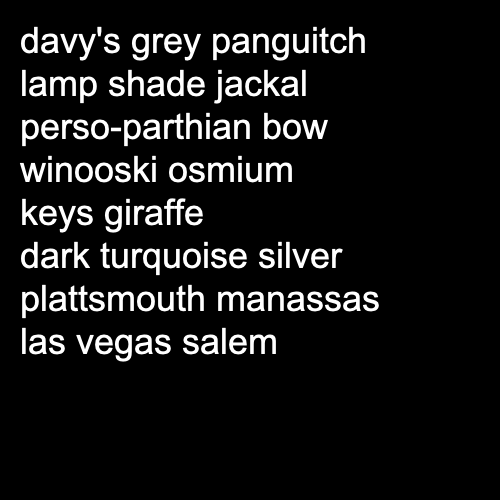 davy's grey panguitch
lamp shade jackal
perso-parthian bow
winooski osmium
keys giraffe
dark turquoise silver
plattsmouth manassas
las vegas salem